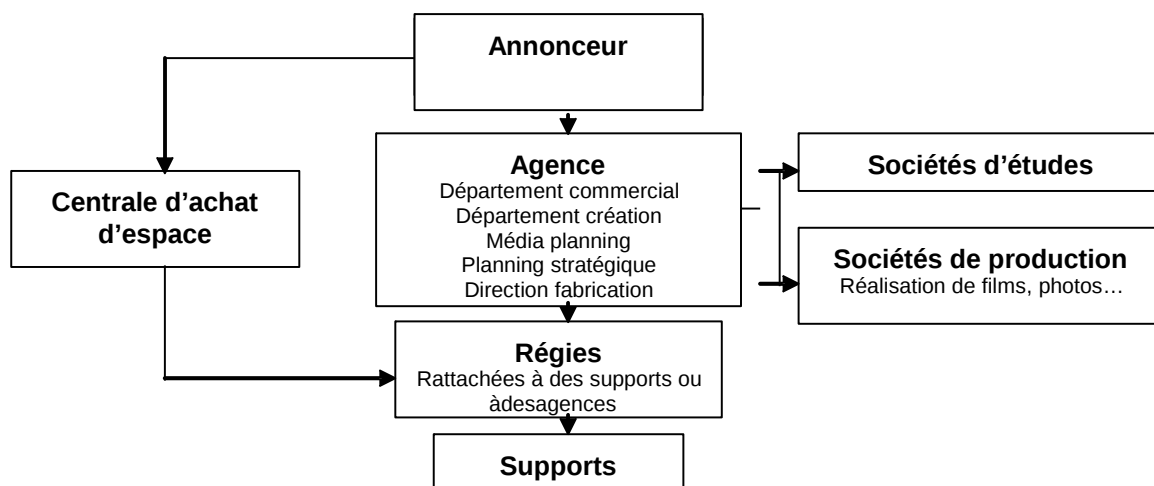 Annonceur
Agence
Département commercial
Département création
Média planning
Planning stratégique
Direction fabrication
Sociétés d'études
Centrale d'achat
d'espace
Sociétés de production
Réalisation de films, photos…
Régies
Rattachées à des supports ou
àdesagences
Supports